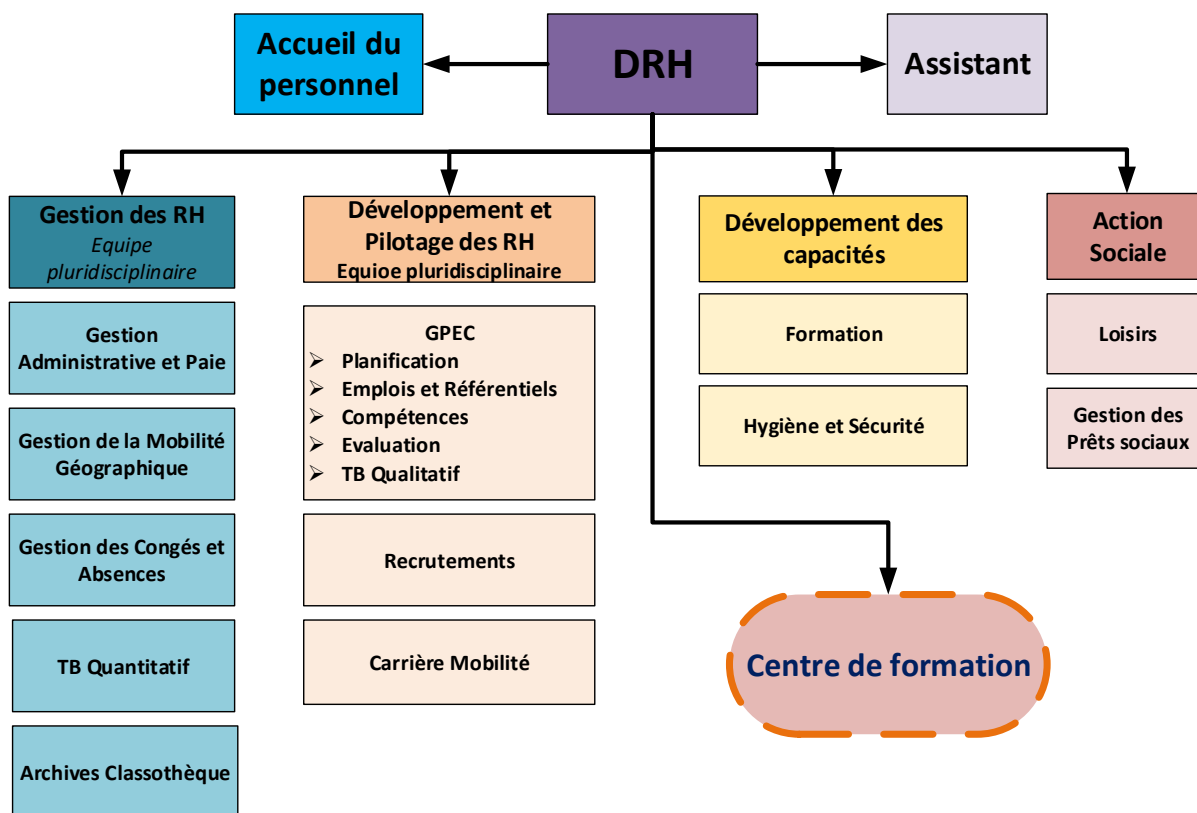 Accueil du
personnel
DRH
Assistant
Gestion des RH
Equipe
pluridisciplinaire
Gestion
Administrative et Paie
Gestion de la Mobilité
Géographique
Gestion des Congés et
Absences
TB Quantitatif
Archives Classothèque
Développement et
Pilotage des RH
Equioe pluridisciplinaire
GPEC
➢ Planification
➢ Emplois et Référentiels
➢ Compétences
➢ Evaluation
➢ TB Qualitatif
Recrutements
Carrière Mobilité
Développement des
capacités
Formation
Hygiène et Sécurité
Action
Sociale
Loisirs
Gestion des
Prêts sociaux
Centre de formation